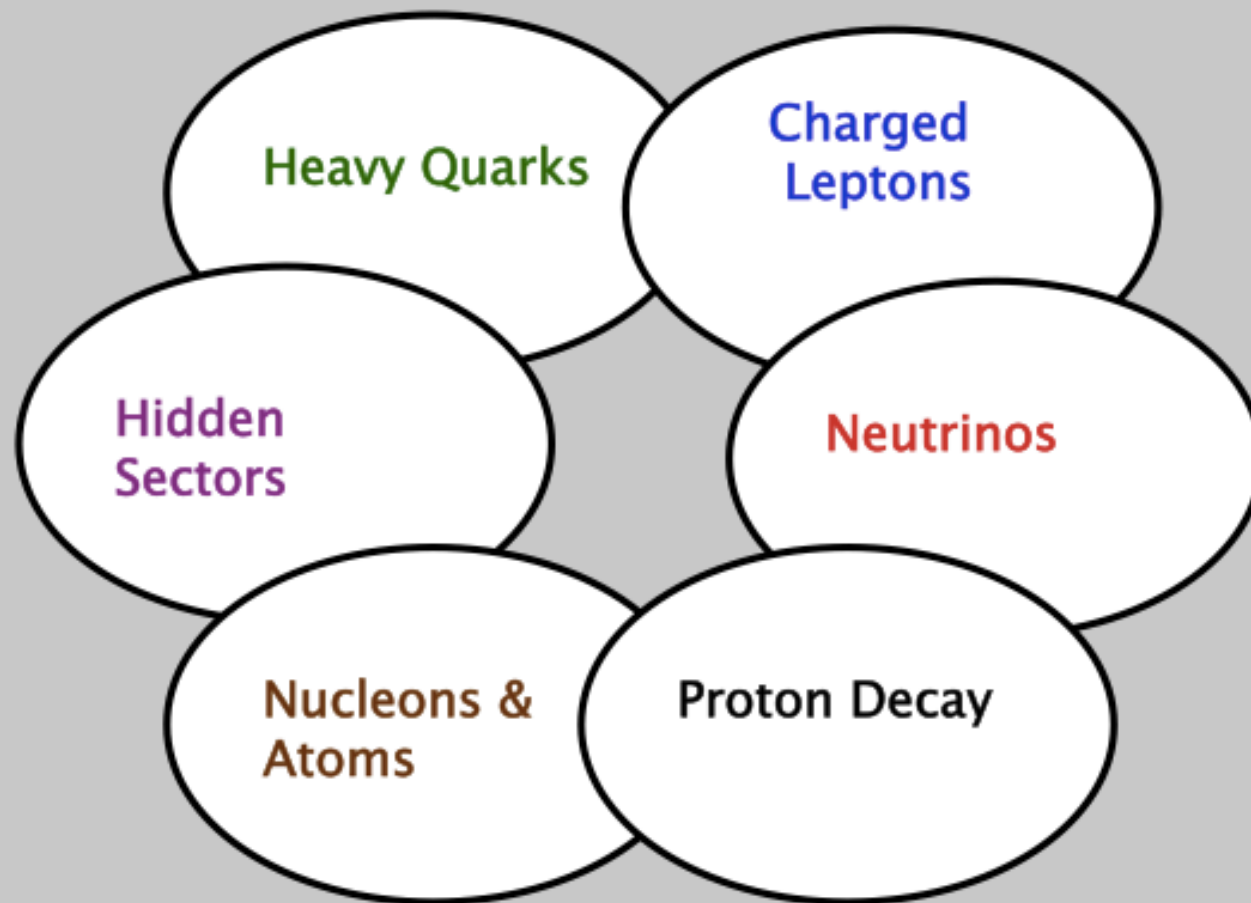 Heavy Quarks
Charged
Leptons
Hidden
Sectors
Neutrinos
Nucleons &
Atoms
Proton Decay